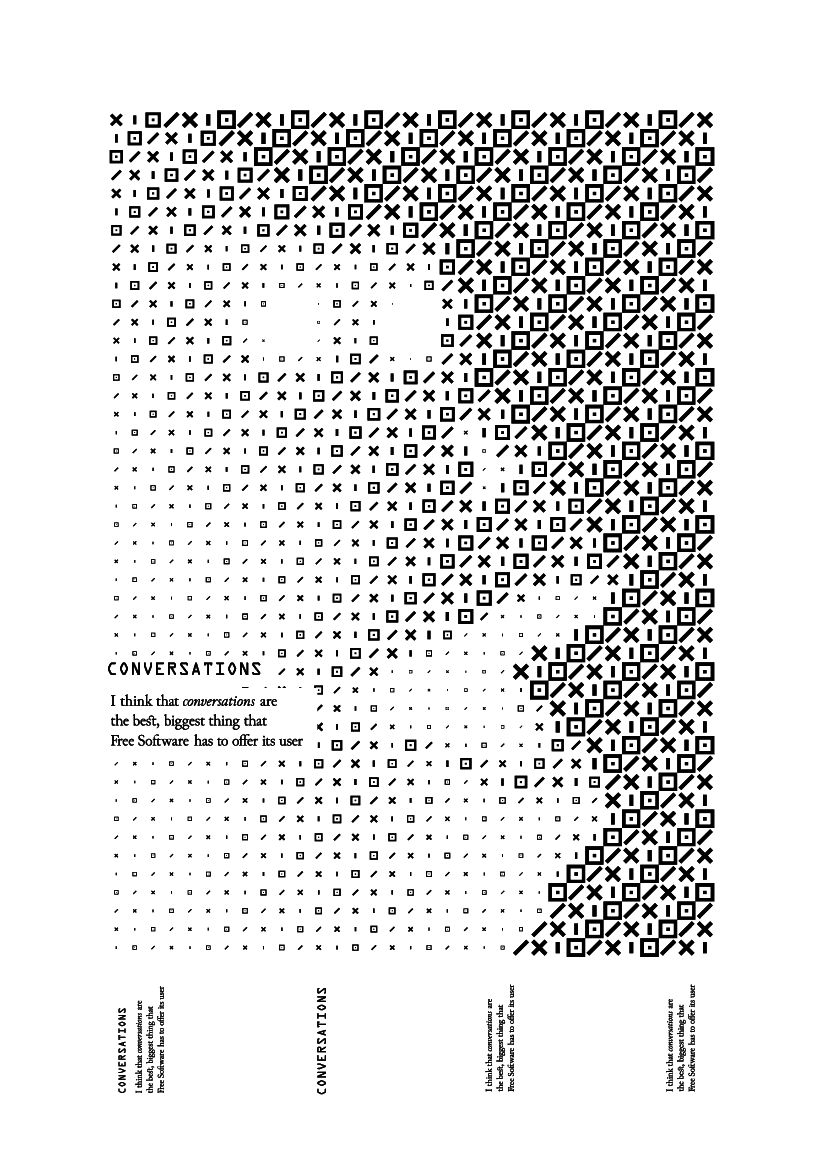 CONVERSATIONS
I think that conversations are
the best, biggest thing that
Free Software has to offer its user
CONVERSATIONS
I think that conversations are
the best, biggest thing that
Free Software has to offer its user
CONVERSATIONS
I think that conversations are
the best, biggest thing that
Free Software has to offer its user
I think that conversations are
the best, biggest thing that
Free Software has to offer its user